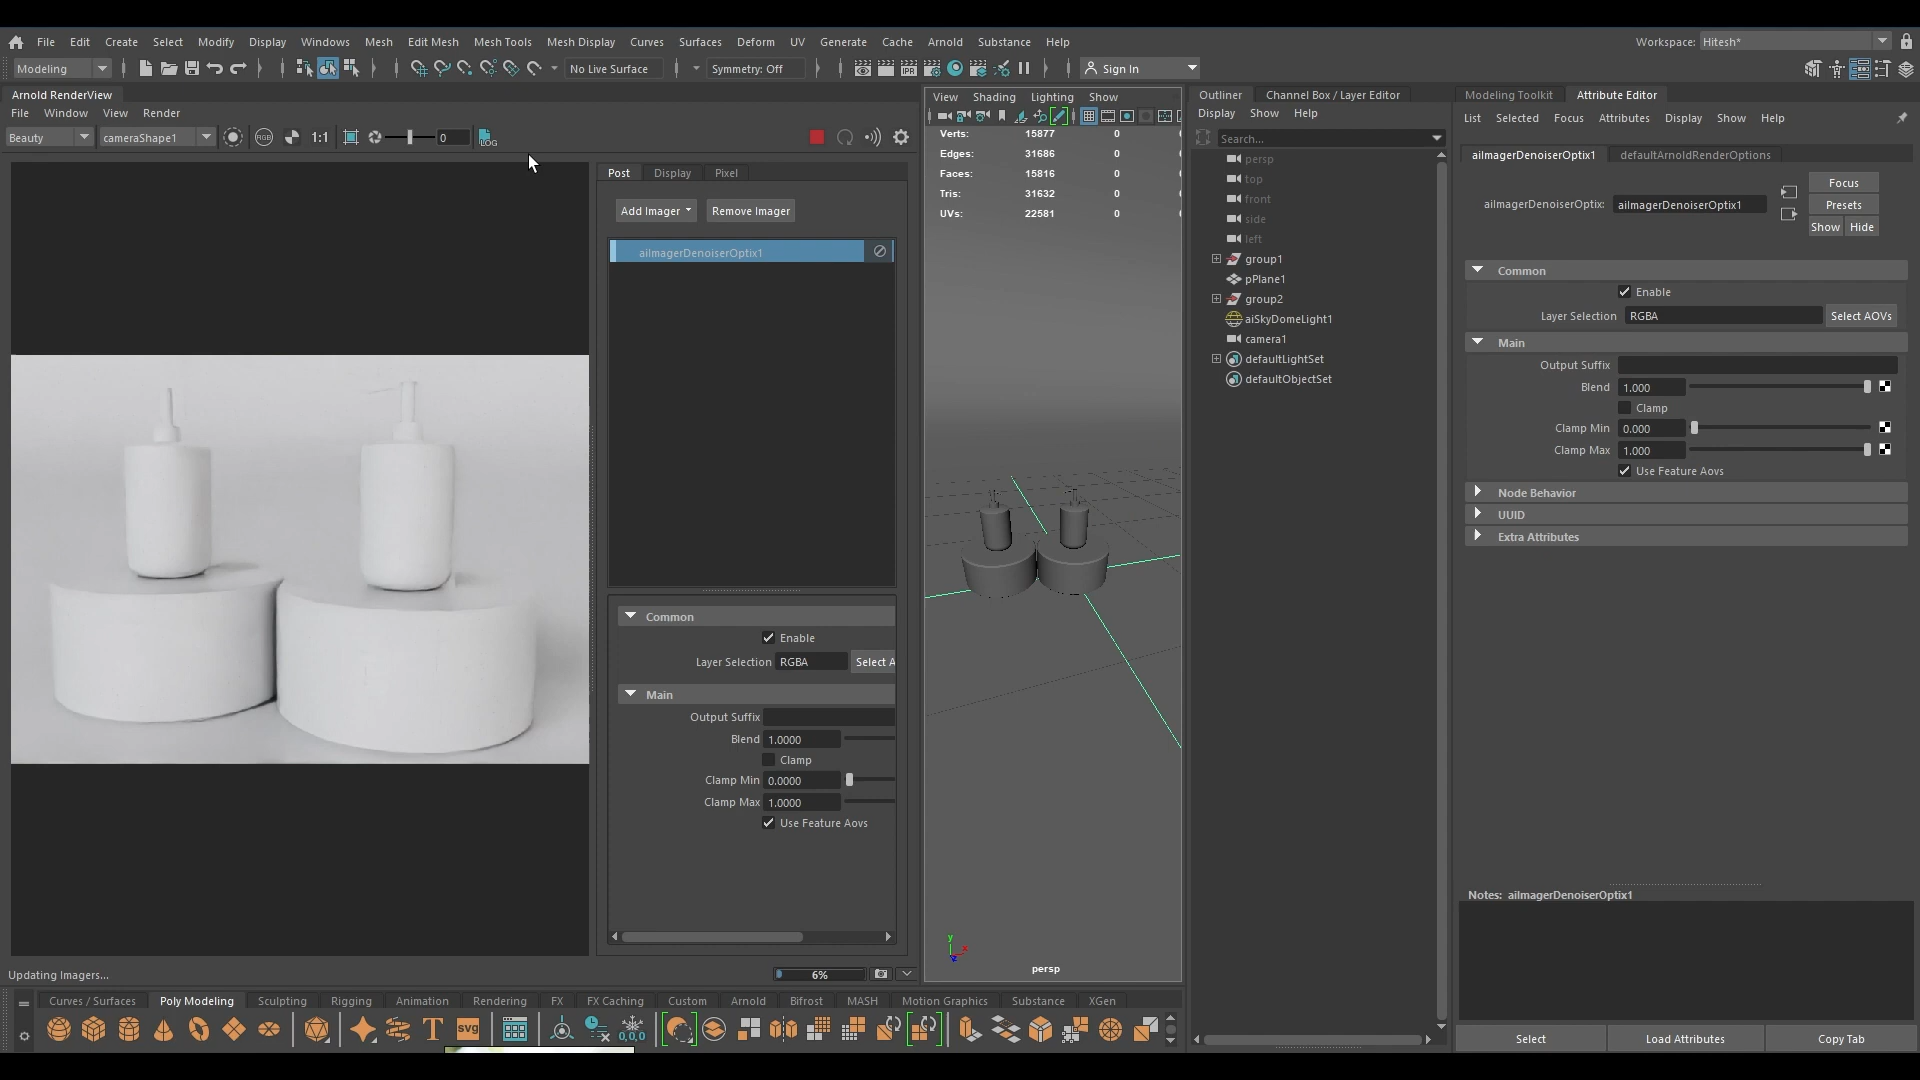 File Edit Create Select Modify Display Windows Mesh Edit Mesh Mesh Tools Mesh Display Curves Surfaces Deform UV Generate Cache Arnold Substance Help Workspace: Hitesh*
Modeling No Live Surface Symmetry: Off IPR Sign In
Arnold RenderView
File Window View Render
Beauty cameraShape1 RGB 1:1 0 LOG
Post Display Pixel
Add Imager Remove Imager
aiImagerDenoiserOptix1
Common
Enable
Layer Selection RGBA Select A
Main
Output Suffix
Blend 1.0000
Clamp
Clamp Min 0.0000
Clamp Max 1.0000
Use Feature Aovs
Updating Imagers... 6%
View Shading Lighting Show
Verts: 15877 0
Edges: 31686 0
Faces: 15816 0
Tris: 31632 0
UVs: 22581 0
y
x
z
persp
Outliner Channel Box / Layer Editor
Display Show Help
Search...
persp
top
front
side
left
group1
pPlane1
group2
aiSkyDomeLight1
camera1
defaultLightSet
defaultObjectSet
Modeling Toolkit Attribute Editor
List Selected Focus Attributes Display Show Help
aiImagerDenoiserOptix1 defaultArnoldRenderOptions
Focus
aiImagerDenoiserOptix: aiImagerDenoiserOptix1 Presets
Show Hide
Common
Enable
Layer Selection RGBA Select AOVs
Main
Output Suffix
Blend 1.000
Clamp
Clamp Min 0.000
Clamp Max 1.000
Use Feature Aovs
Node Behavior
UUID
Extra Attributes
Notes: aiImagerDenoiserOptix1
Select Load Attributes Copy Tab
Curves / Surfaces Poly Modeling Sculpting Rigging Animation Rendering FX FX Caching Custom Arnold Bifrost MASH Motion Graphics Substance XGen
T svg 0,0,0